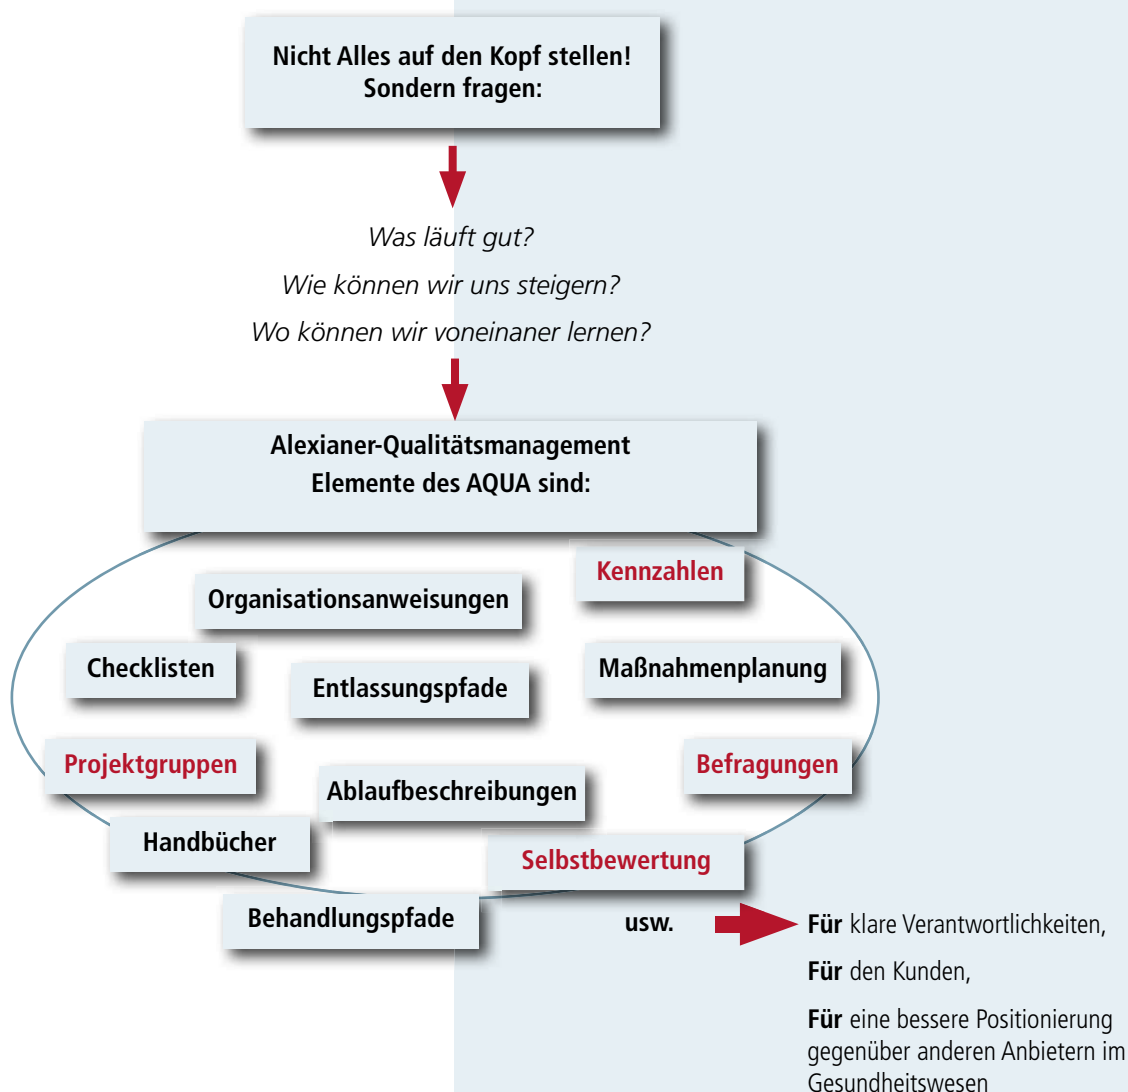 Nicht Alles auf den Kopf stellen!
Sondern fragen:
Was läuft gut?
Wie können wir uns steigern?
Wo können wir voneinaner lernen?
Alexianer-Qualitätsmanagement
Elemente des AQUA sind:
Kennzahlen
Organisationsanweisungen
Checklisten
Maßnahmenplanung
Entlassungspfade
Projektgruppen
Befragungen
Ablaufbeschreibungen
Handbücher
Selbstbewertung
Behandlungspfade
usw.
Für klare Verantwortlichkeiten,
Für den Kunden,
Für eine bessere Positionierung
gegenüber anderen Anbietern im
Gesundheitswesen